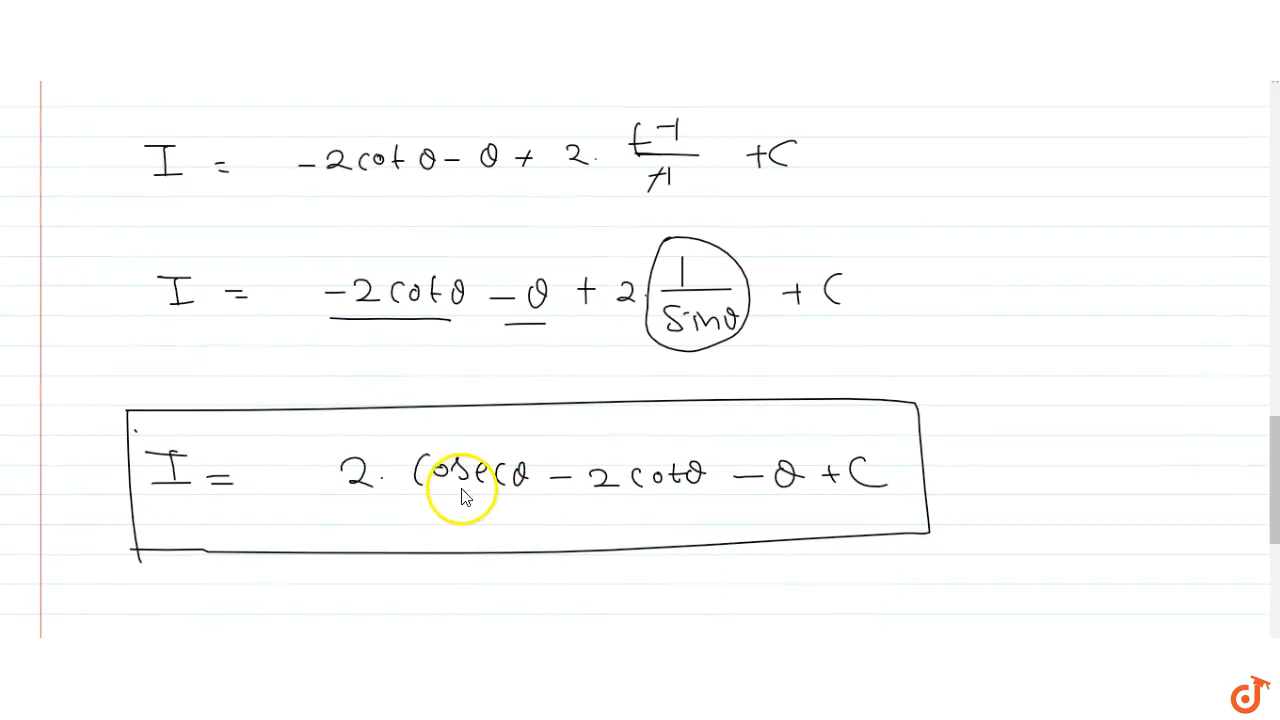 I = -2cotθ - θ + 2. t⁻¹/-1 + C
I = -2cotθ - θ + 2. 1/sinθ + C
I = 2. Cosecθ - 2cotθ - θ + C